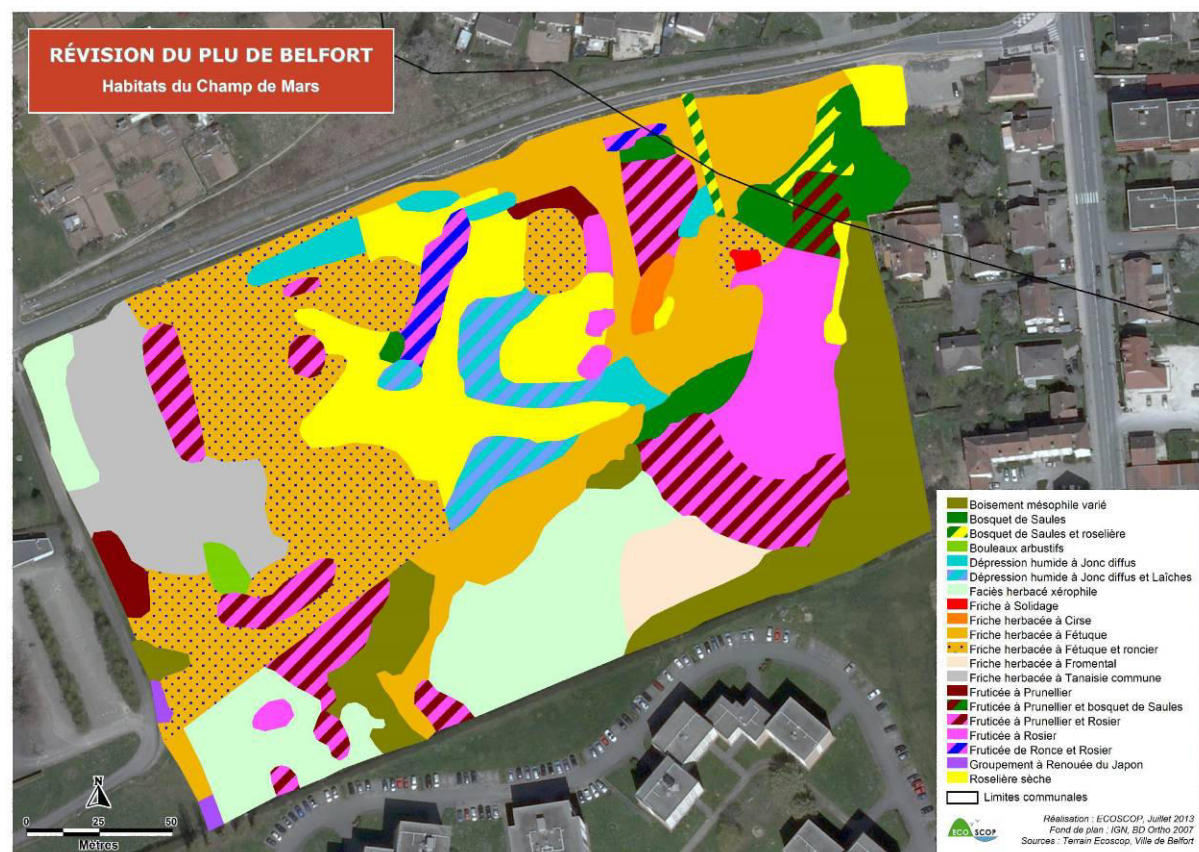 RÉVISION DU PLU DE BELFORT
Habitats du Champ de Mars
Boisement mésophile varié
Bosquet de Saules
Bosquet de Saules et roselière
Bouleaux arbustifs
Dépression humide à Jonc diffus
Dépression humide à Jonc diffus et Laîches
Faciès herbacé xérophile
Friche à Solidage
Friche herbacée à Cirse
Friche herbacée à Fétuque
Friche herbacée à Fétuque et roncier
Friche herbacée à Fromental
Friche herbacée à Tanaisie commune
Fruticée à Prunellier
Fruticée à Prunellier et bosquet de Saules
Fruticée à Prunellier et Rosier
Fruticée à Rosier
Fruticée de Ronce et Rosier
Groupement à Renouée du Japon
Roselière sèche
Limites communales
N
0 25 50
Mètres
ECO SCOP
Réalisation : ECOSCOP, Juillet 2013
Fond de plan : IGN, BD Ortho 2007
Sources : Terrain Ecoscop, Ville de Belfort